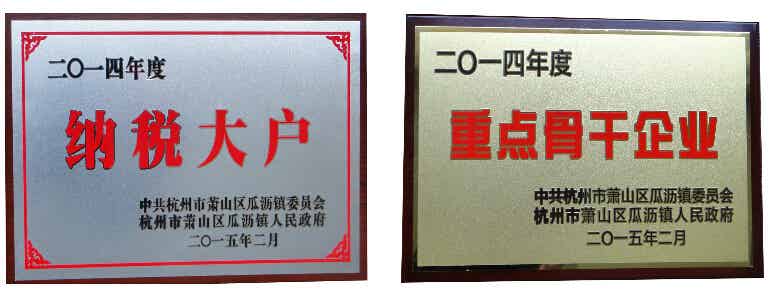 二〇一四年度
纳税大户
中共杭州市萧山区瓜沥镇委员会
杭州市萧山区瓜沥镇人民政府
二〇一五年二月
二〇一四年度
重点骨干企业
中共杭州市萧山区瓜沥镇委员会
杭州市萧山区瓜沥镇人民政府
二〇一五年二月